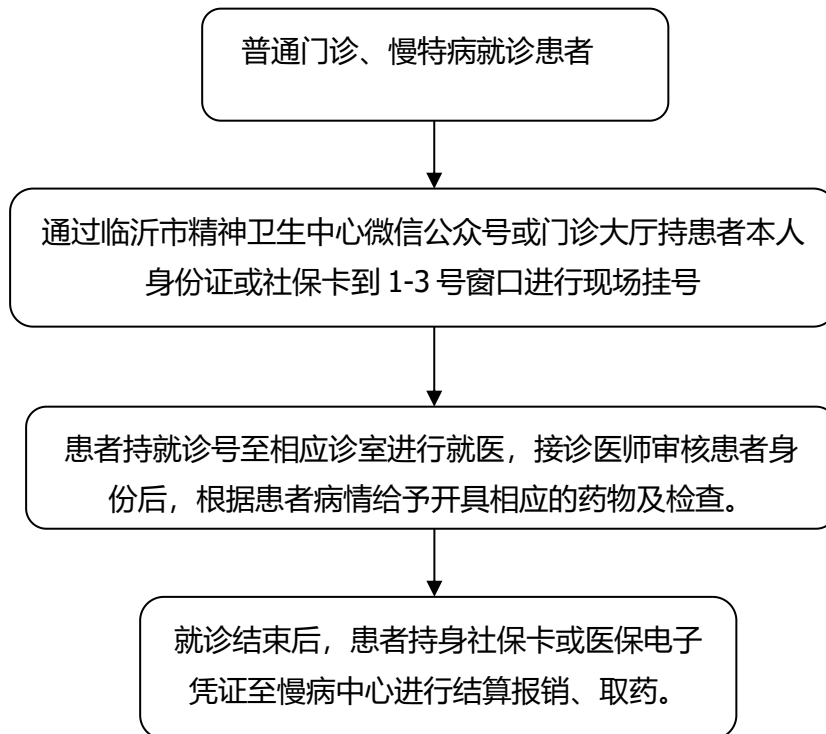 普通门诊、慢特病就诊患者
通过临沂市精神卫生中心微信公众号或门诊大厅持患者本人
身份证或社保卡到 1-3 号窗口进行现场挂号
患者持就诊号至相应诊室进行就医，接诊医师审核患者身
份后，根据患者病情给予开具相应的药物及检查。
就诊结束后，患者持身社保卡或医保电子
凭证至慢病中心进行结算报销、取药。